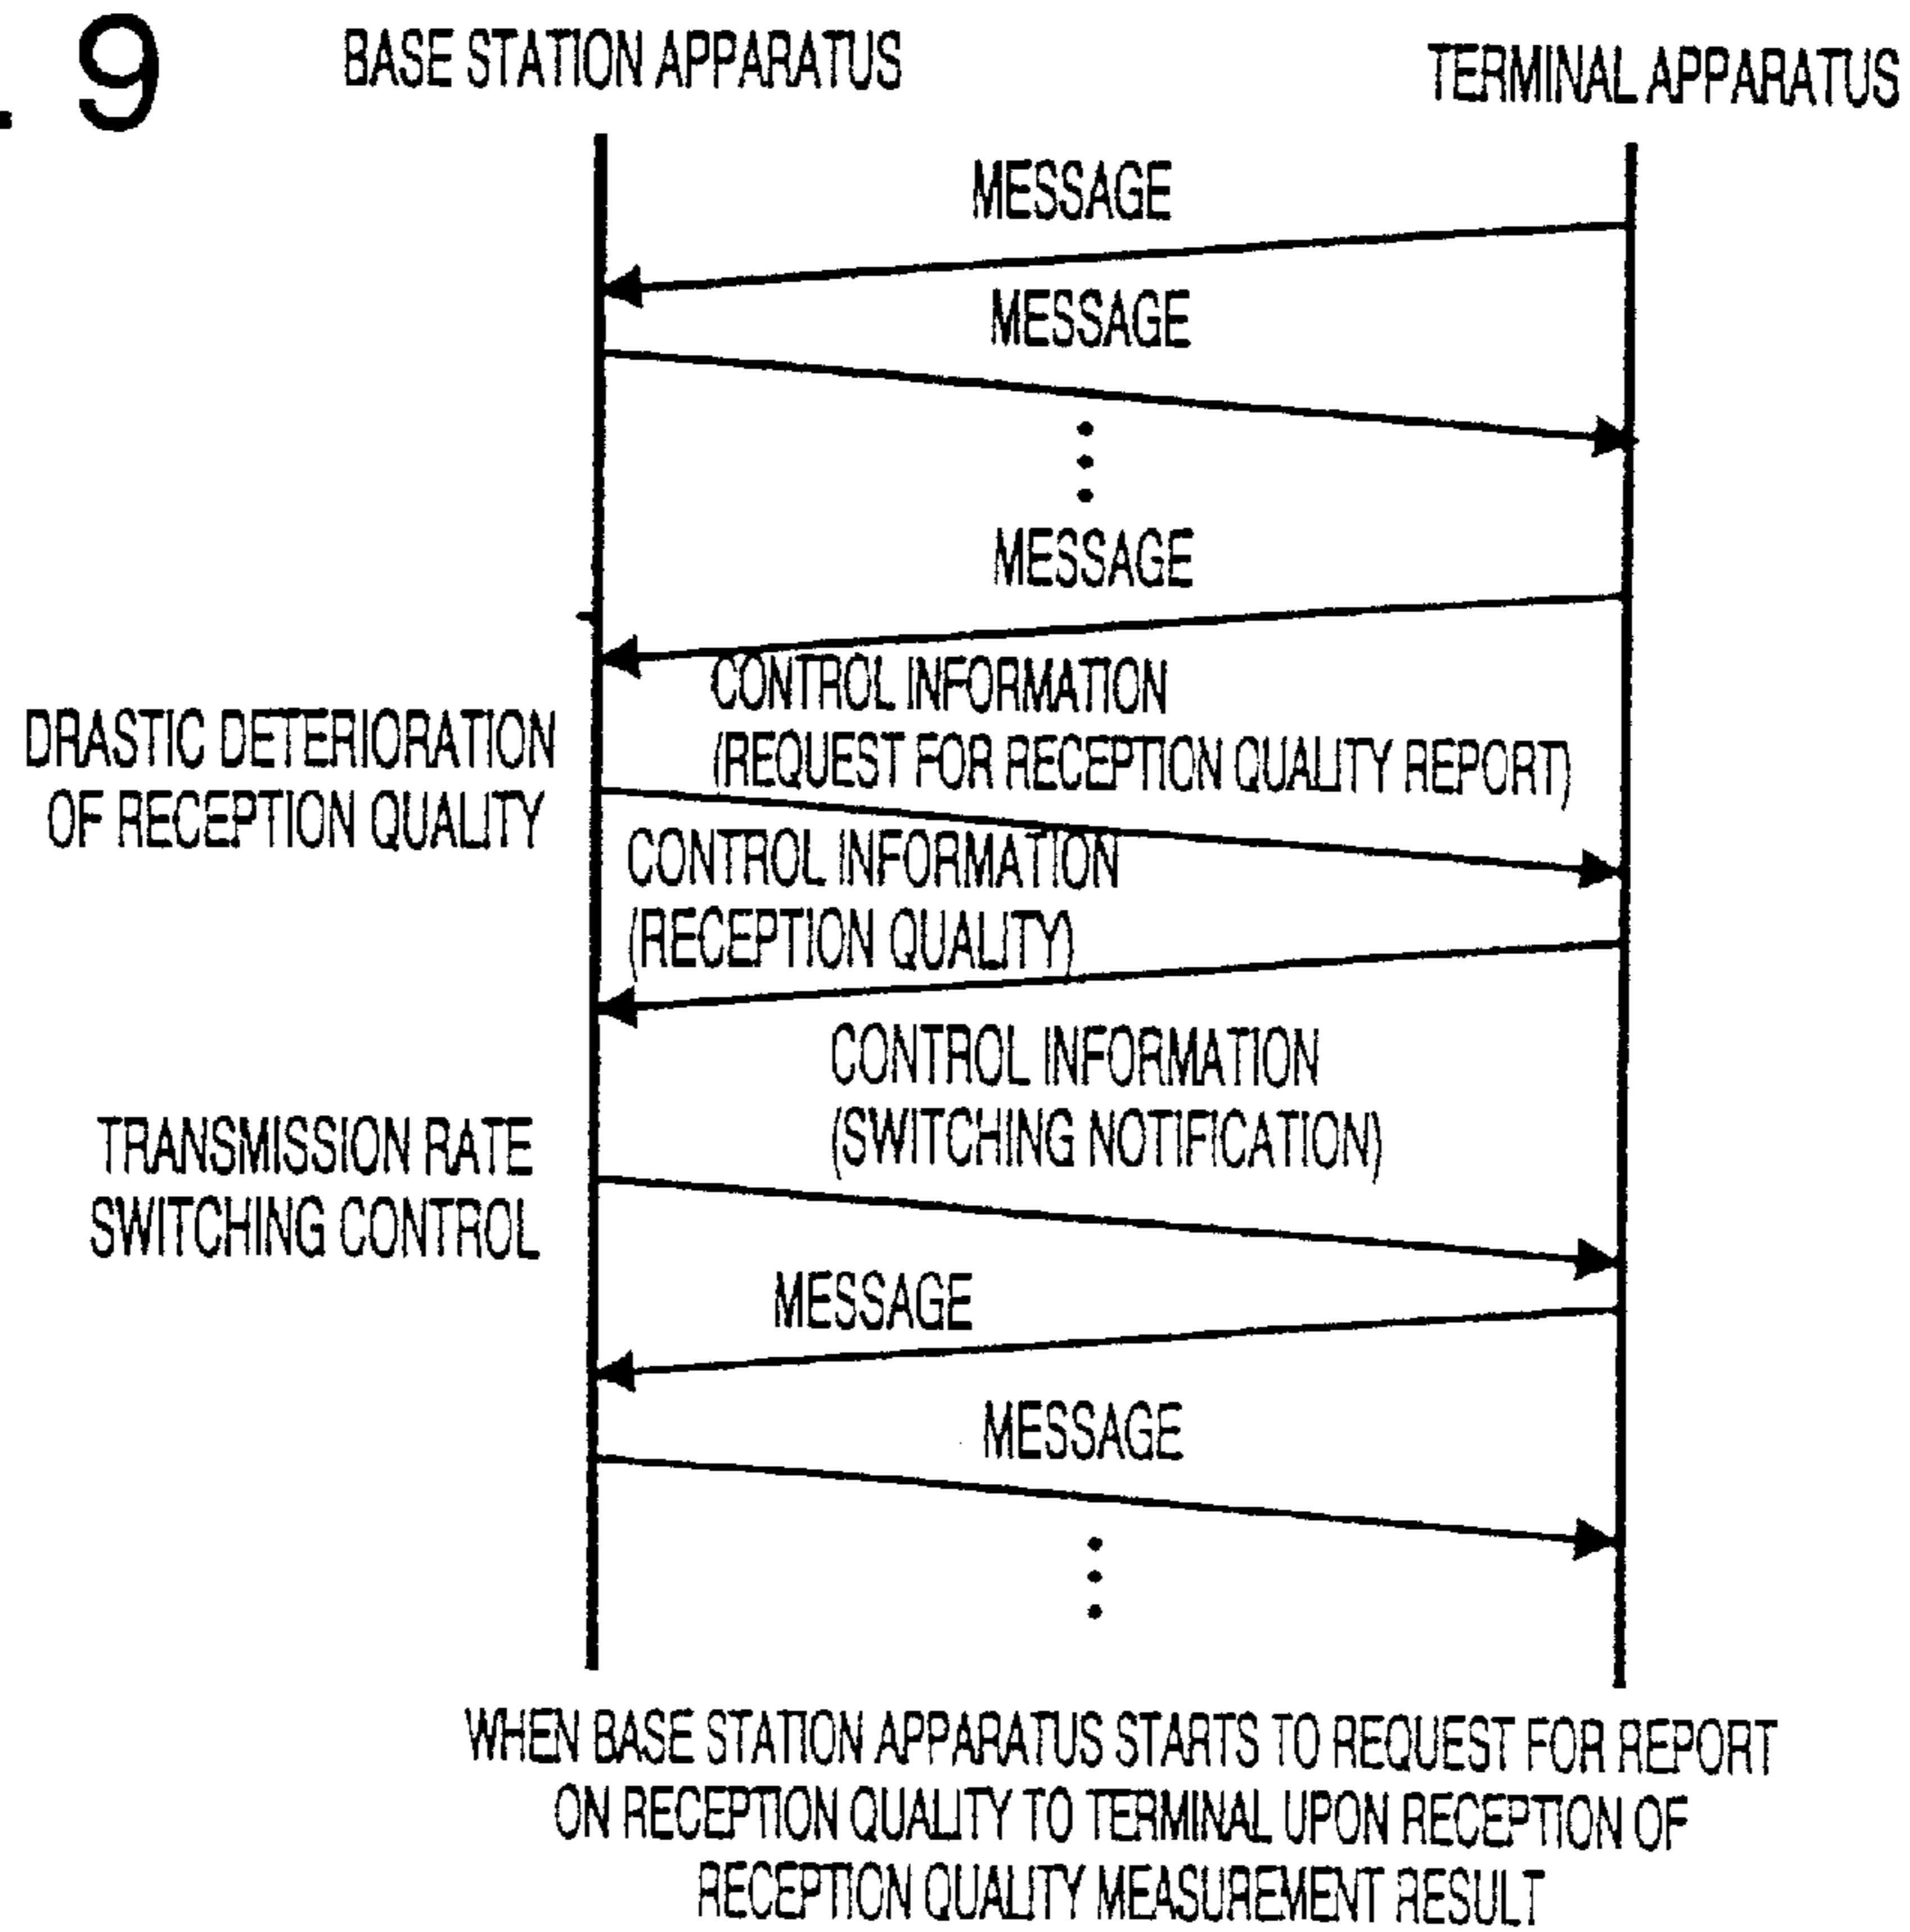 . 9
BASE STATION APPARATUS
TERMINAL APPARATUS
MESSAGE
MESSAGE
MESSAGE
DRASTIC DETERIORATION
OF RECEPTION QUALITY
CONTROL INFORMATION
(REQUEST FOR RECEPTION QUALITY REPORT)
CONTROL INFORMATION
(RECEPTION QUALITY)
CONTROL INFORMATION
(SWITCHING NOTIFICATION)
TRANSMISSION RATE
SWITCHING CONTROL
MESSAGE
MESSAGE
WHEN BASE STATION APPARATUS STARTS TO REQUEST FOR REPORT
ON RECEPTION QUALITY TO TERMINAL UPON RECEPTION OF
RECEPTION QUALITY MEASUREMENT RESULT